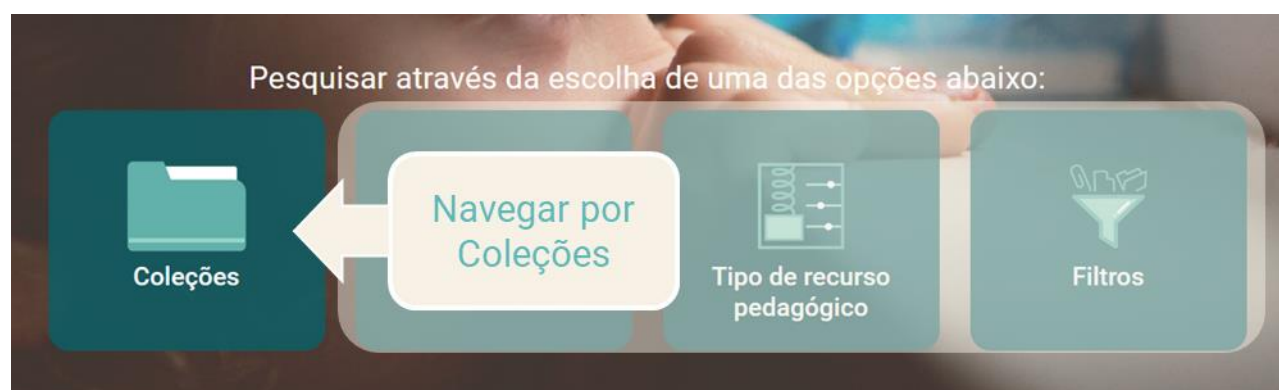 Pesquisar através da escolha de uma das opções abaixo:
Coleções
Navegar por
Coleções
Tipo de recurso
pedagógico
Filtros